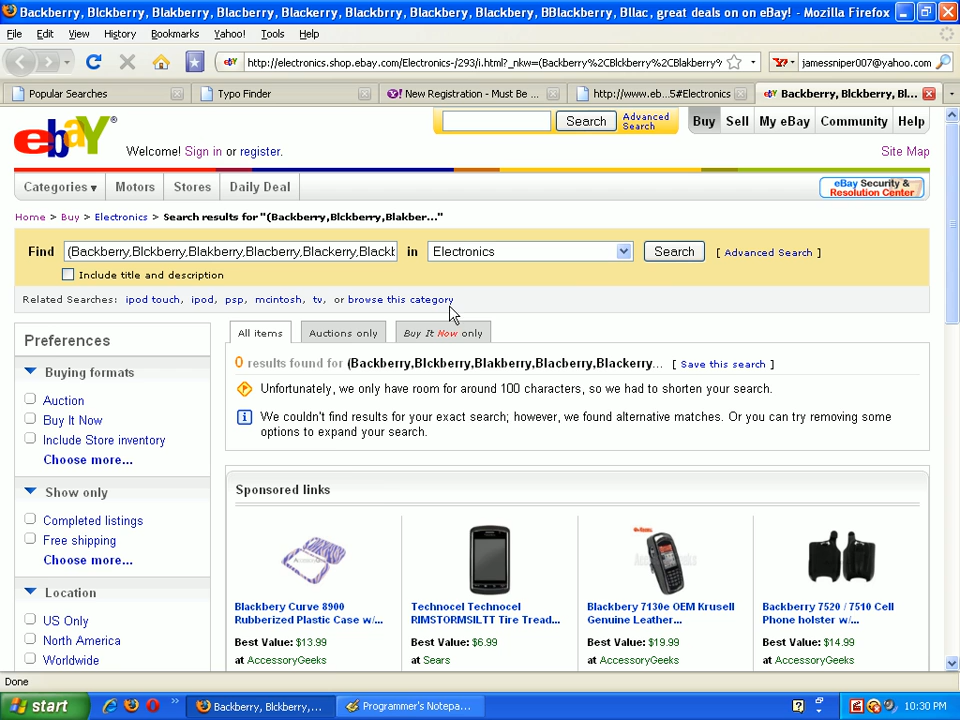 Backberry, Blckberry, Blakberry, Blacberry, Blackerry, Blackbrry, Blackbery, Blackbery, BBlackberry, Bllac, great deals on on eBay! - Mozilla Firefox
File Edit View History Bookmarks Yahoo! Tools Help
http://electronics.shop.ebay.com/Electronics-/293/i.html?_nkw=(Backberry%2CBlckberry%2CBlakberry% jamessniper007@yahoo.com
Popular Searches Typo Finder New Registration - Must Be ... http://www.eb...5#Electronics Backberry, Blckberry, Bl...
ebay Search Advanced Search Buy Sell My eBay Community Help
Welcome! Sign in or register. Site Map
Categories Motors Stores Daily Deal eBay Security & Resolution Center
Home > Buy > Electronics > Search results for "(Backberry,Blckberry,Blakber..."
Find (Backberry,Blckberry,Blakberry,Blacberry,Blackerry,Blackb in Electronics Search [ Advanced Search ]
Include title and description
Related Searches: ipod touch, ipod, psp, mcintosh, tv, or browse this category
Preferences
Buying formats
Auction
Buy It Now
Include Store inventory
Choose more...
Show only
Completed listings
Free shipping
Choose more...
Location
US Only
North America
Worldwide
All items Auctions only Buy It Now only
0 results found for (Backberry,Blckberry,Blakberry,Blacberry,Blackerry... [ Save this search ]
Unfortunately, we only have room for around 100 characters, so we had to shorten your search.
We couldn't find results for your exact search; however, we found alternative matches. Or you can try removing some
options to expand your search.
Sponsored links
Blackbery Curve 8900
Rubberized Plastic Case w/...
Best Value: $13.99
at AccessoryGeeks
Technocel Technocel
RIMSTORMSILTT Tire Tread...
Best Value: $6.99
at Sears
Blackbery 7130e OEM Krusell
Genuine Leather...
Best Value: $19.99
at AccessoryGeeks
Backberry 7520 / 7510 Cell
Phone holster w/...
Best Value: $14.99
at AccessoryGeeks
Done
start Backberry, Blckberry,... Programmer's Notepa... 10:30 PM